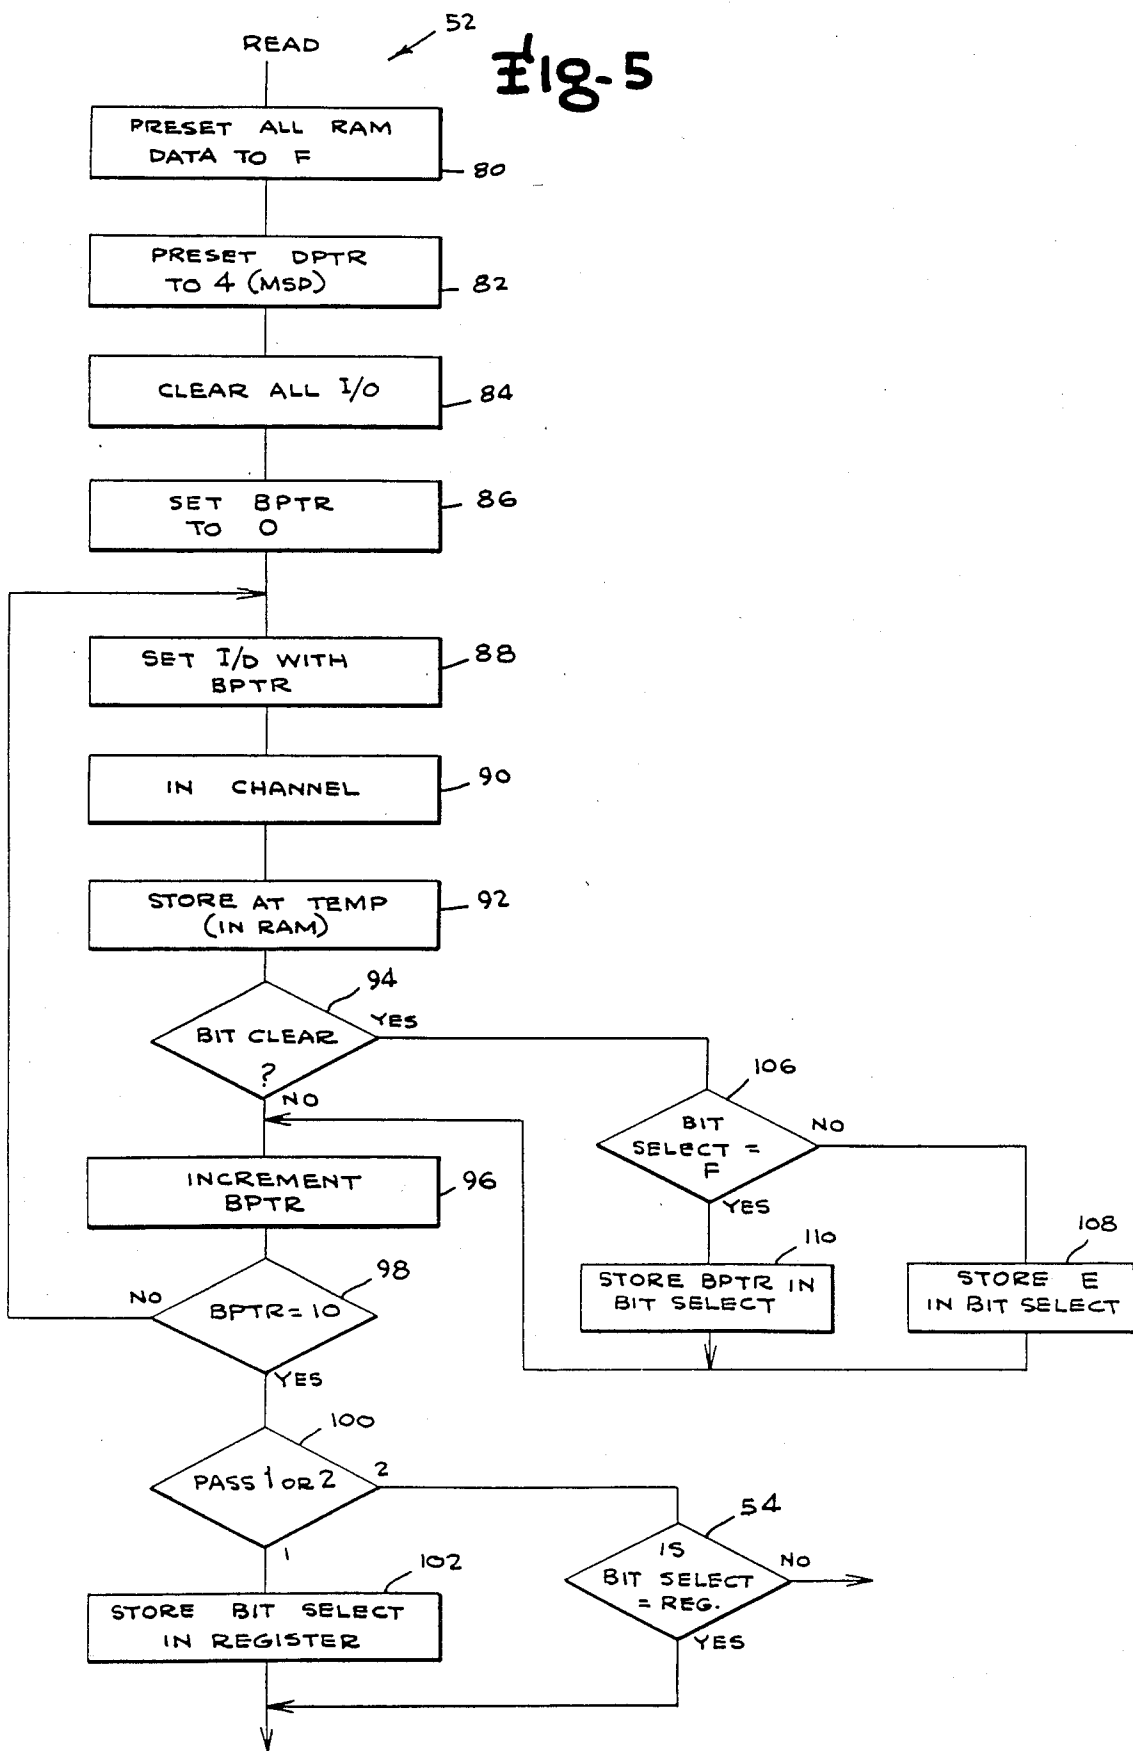 READ
52
Fig-5
PRESET ALL RAM
DATA TO F
80
PRESET DPTR
TO 4 (MSD)
82
CLEAR ALL I/O
84
SET BPTR
TO 0
86
SET I/D WITH
BPTR
88
IN CHANNEL
90
STORE AT TEMP
(IN RAM)
92
94
BIT CLEAR
?
YES
NO
106
BIT
SELECT =
F
NO
YES
INCREMENT
BPTR
96
110
STORE BPTR IN
BIT SELECT
108
STORE E
IN BIT SELECT
98
NO
BPTR = 10
YES
100
PASS 1 OR 2
2
1
54
IS
BIT SELECT
= REG.
NO
YES
102
STORE BIT SELECT
IN REGISTER